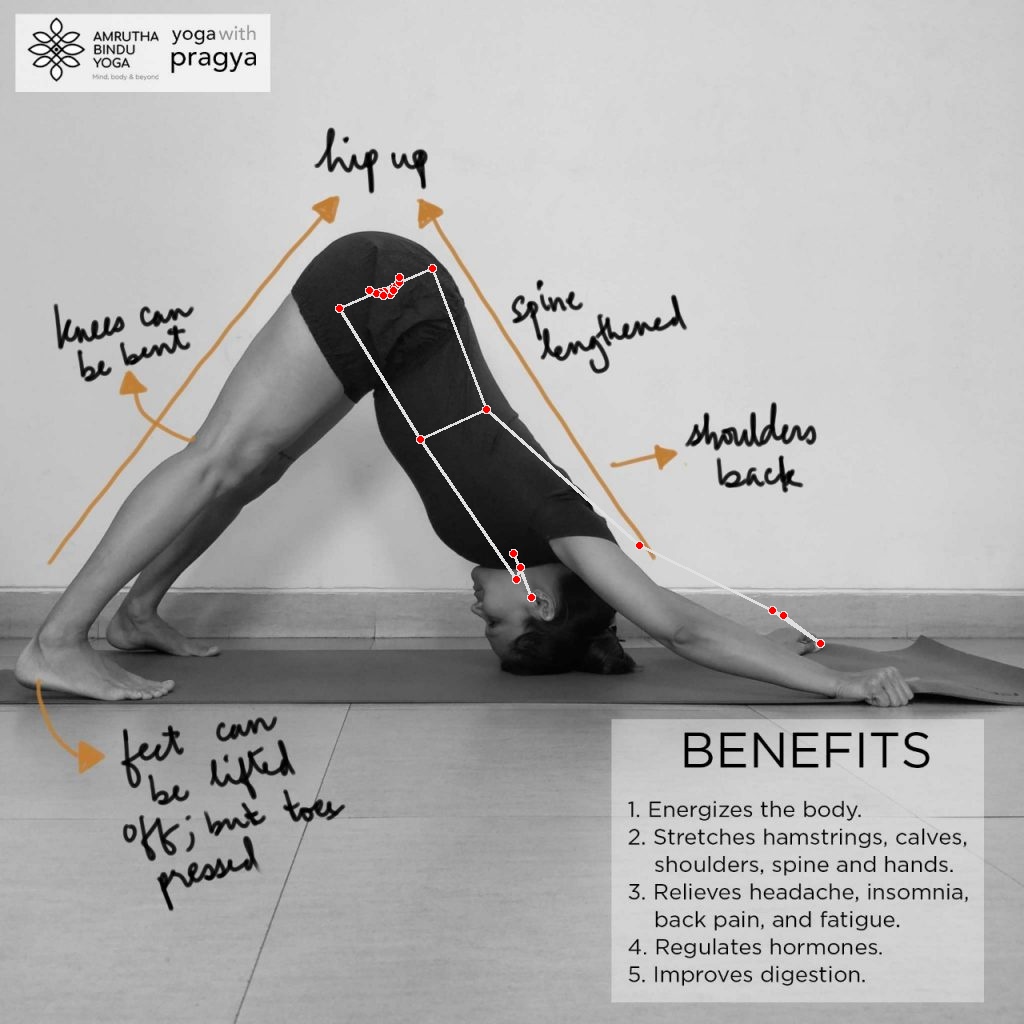 AMRUTHA
BINDU
YOGA
Mind, body & beyond
yoga with
pragya
hip up
knees can
be bent
spine
lengthened
shoulders
back
feet can
be lifted
off; but toes
pressed
BENEFITS
1. Energizes the body.
2. Stretches hamstrings, calves,
shoulders, spine and hands.
3. Relieves headache, insomnia,
back pain, and fatigue.
4. Regulates hormones.
5. Improves digestion.